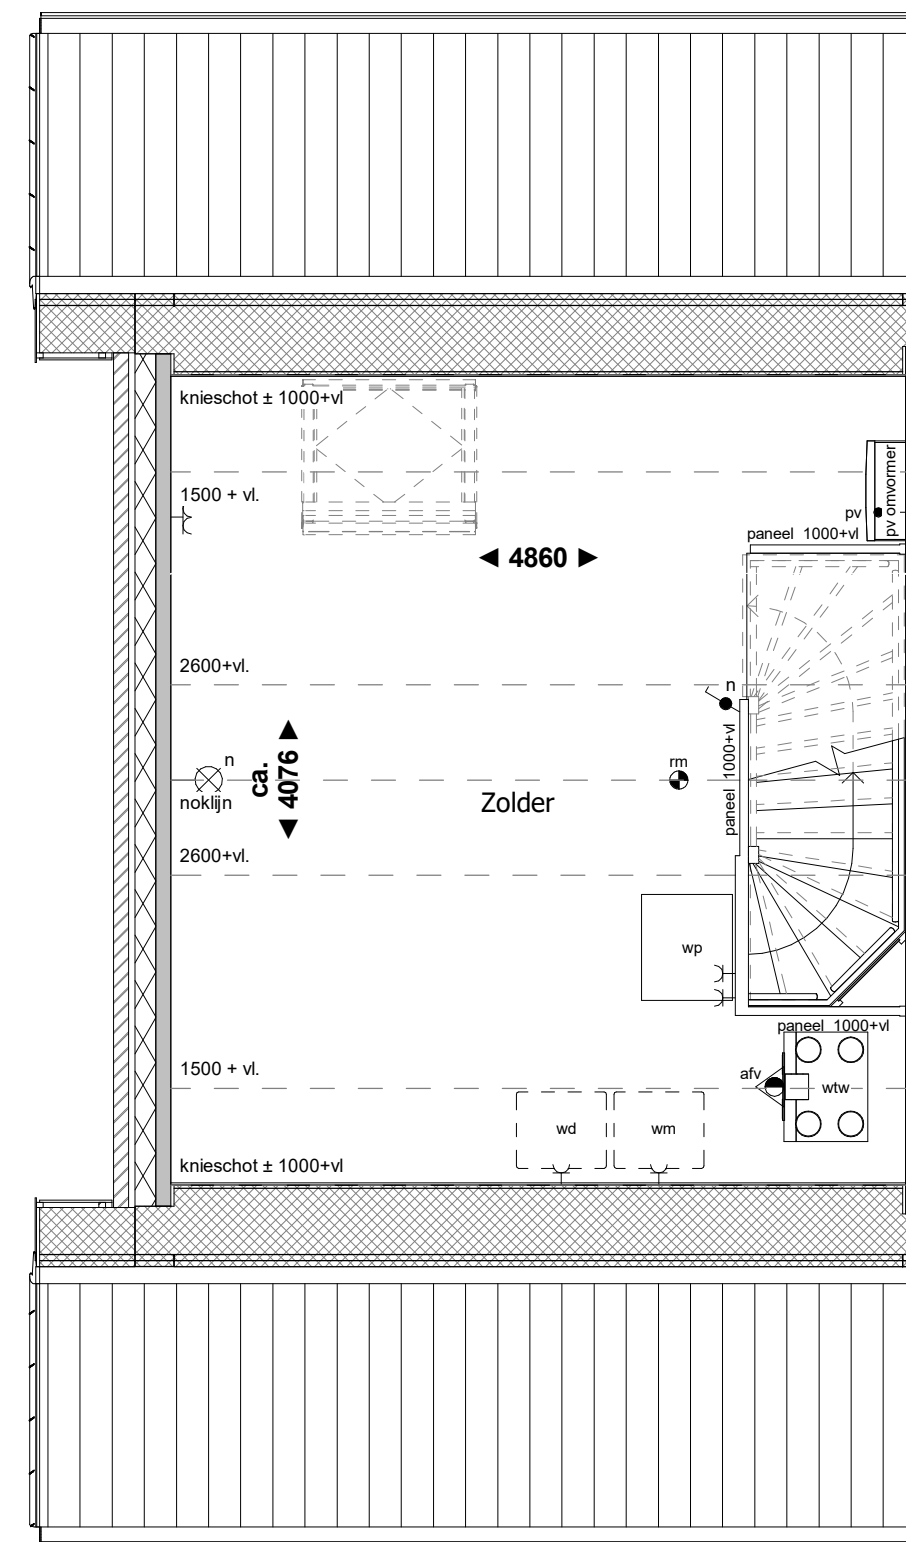 knieschot ± 1000+vl
1500 + vl.
pv omvormer
pv
paneel 1000+vl
4860
2600+vl.
n
paneel 1000+vl
n
rm
ca.
4076
noklijn
Zolder
2600+vl.
wp
paneel 1000+vl
1500 + vl.
afv
wtw
wd
wm
knieschot ± 1000+vl